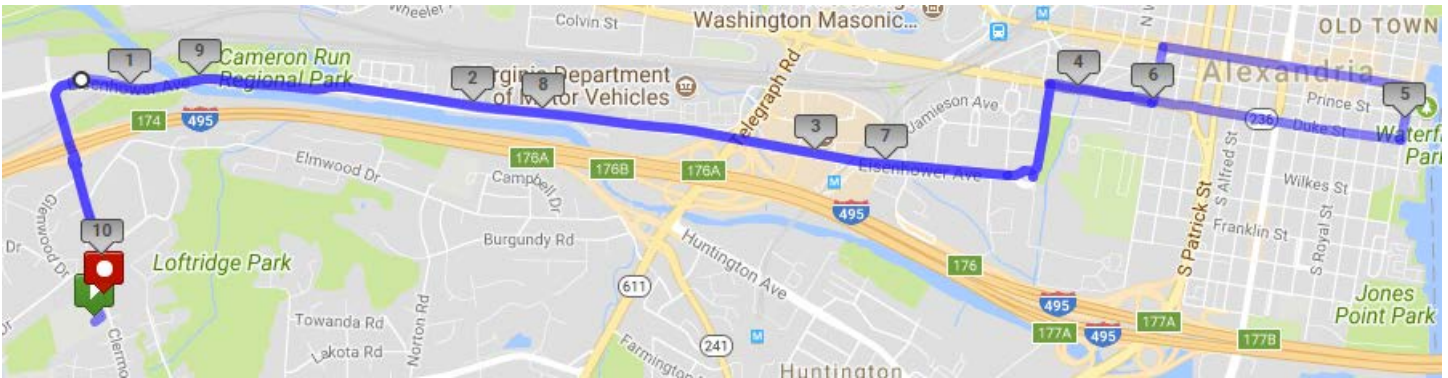 Wheeler
Colvin St
Washington Masonic...
OLD TOWN
1
9
Cameron Run
Regional Park
Eisenhower Ave
2
8
Virginia Department
of Motor Vehicles
Telegraph Rd
4
6
Alexandria
5
Prince St
236
Duke St
Waterfr
Park
174
495
3
7
Jamieson Ave
Eisenhower Ave
S Alfred St
Elmwood Dr
176A
176B
176A
Campbell Dr
Wilkes St
Glenwood Dr
495
S Patrick St
Franklin St
S Royal St
Dr
10
Loftridge Park
Burgundy Rd
Huntington Ave
176
611
Jones
Point Park
495
Towanda Rd
Norton Rd
177A
495
177A
177B
Lakota Rd
Clermo
241
Farmington
Huntington